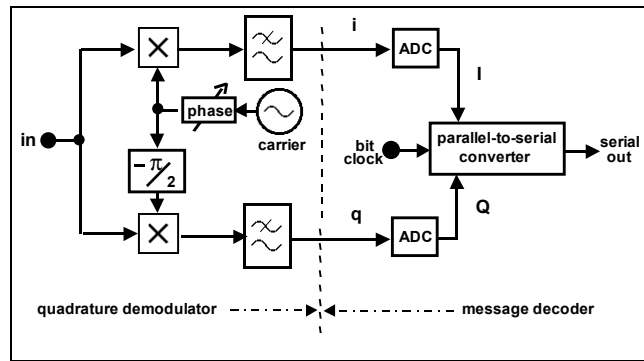 i
ADC
I
in
phase
carrier
bit
clock
parallel-to-serial
converter
serial
out
-π/2
q
ADC
Q
quadrature demodulator
message decoder